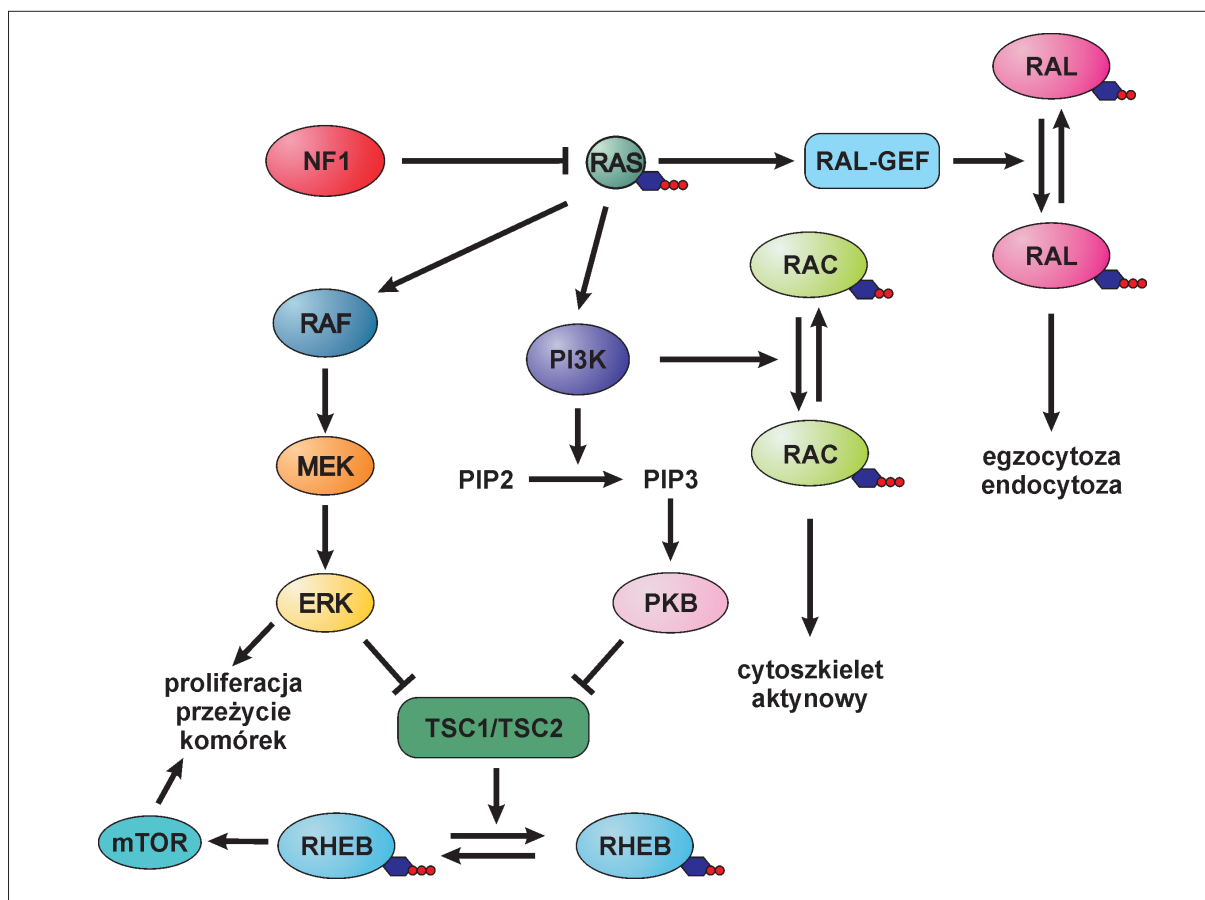 RAL
NF1
RAS
RAL-GEF
RAL
RAC
RAF
PI3K
RAC
MEK
PIP2
PIP3
egzocytoza
endocytoza
ERK
PKB
cytoszkielet
aktynowy
proliferacja
przeżycie
komórek
TSC1/TSC2
mTOR
RHEB
RHEB